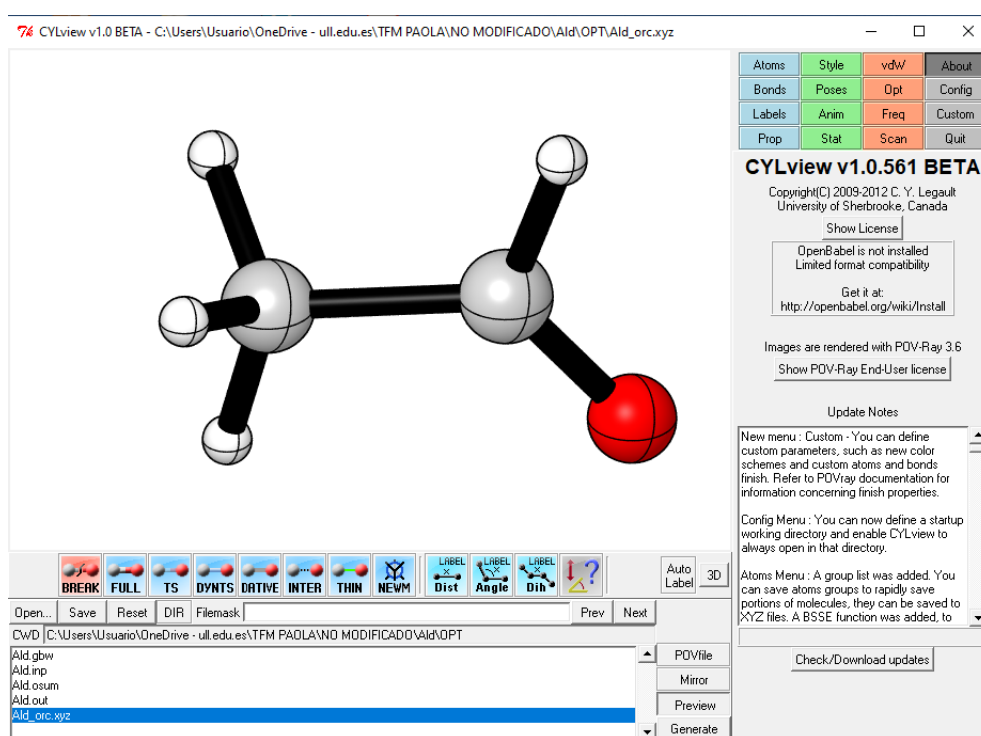 CYLview v1.0 BETA - C:\Users\Usuario\OneDrive - ull.edu.es\TFM PAOLA\NO MODIFICADO\Ald\OPT\Ald_orc.xyz
Atoms Style vdW About
Bonds Poses Opt Config
Labels Anim Freq Custom
Prop Stat Scan Quit
CYLview v1.0.561 BETA
Copyright(C) 2009-2012 C. Y. Legault
University of Sherbrooke, Canada
Show License
OpenBabel is not installed
Limited format compatibility
Get it at:
http://openbabel.org/wiki/Install
Images are rendered with POV-Ray 3.6
Show POV-Ray End-User license
Update Notes
New menu : Custom - You can define
custom parameters, such as new color
schemes and custom atoms and bonds
finish. Refer to POVray documentation for
information concerning finish properties.
Config Menu : You can now define a startup
working directory and enable CYLview to
always open in that directory.
Atoms Menu : A group list was added. You
can save atoms groups to rapidly save
portions of molecules, they can be saved to
XYZ files. A BSSE function was added, to
Check/Download updates
BREAK FULL TS DYNTS DATIVE INTER THIN NEWM
LABEL Dist LABEL Angle LABEL Dih ?
Auto Label 3D
Open... Save Reset DIR Filemask Prev Next
CWD C:\Users\Usuario\OneDrive - ull.edu.es\TFM PAOLA\NO MODIFICADO\Ald\OPT
Ald.gbw
Ald.inp
Ald.osum
Ald.out
Ald_orc.xyz
POVfile
Mirror
Preview
Generate